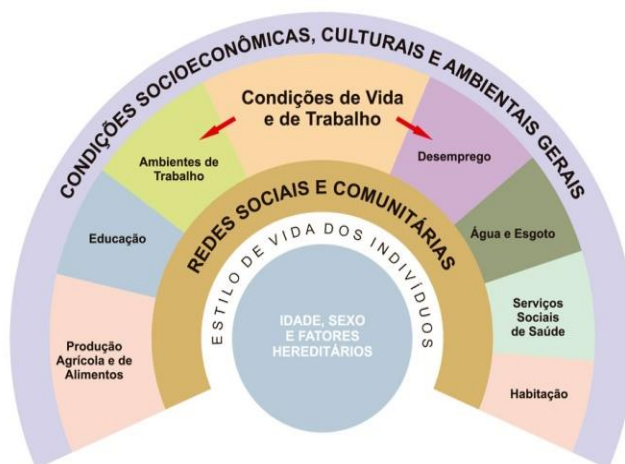 CONDIÇÕES SOCIOECONÔMICAS, CULTURAIS E AMBIENTAIS GERAIS
Condições de Vida
e de Trabalho
Ambientes de
Trabalho
Desemprego
Educação
Água e Esgoto
Produção
Agrícola e de
Alimentos
Serviços
Sociais
de Saúde
Habitação
REDES SOCIAIS E COMUNITÁRIAS
ESTILO DE VIDA DOS INDIVÍDUOS
IDADE, SEXO
E FATORES
HEREDITÁRIOS